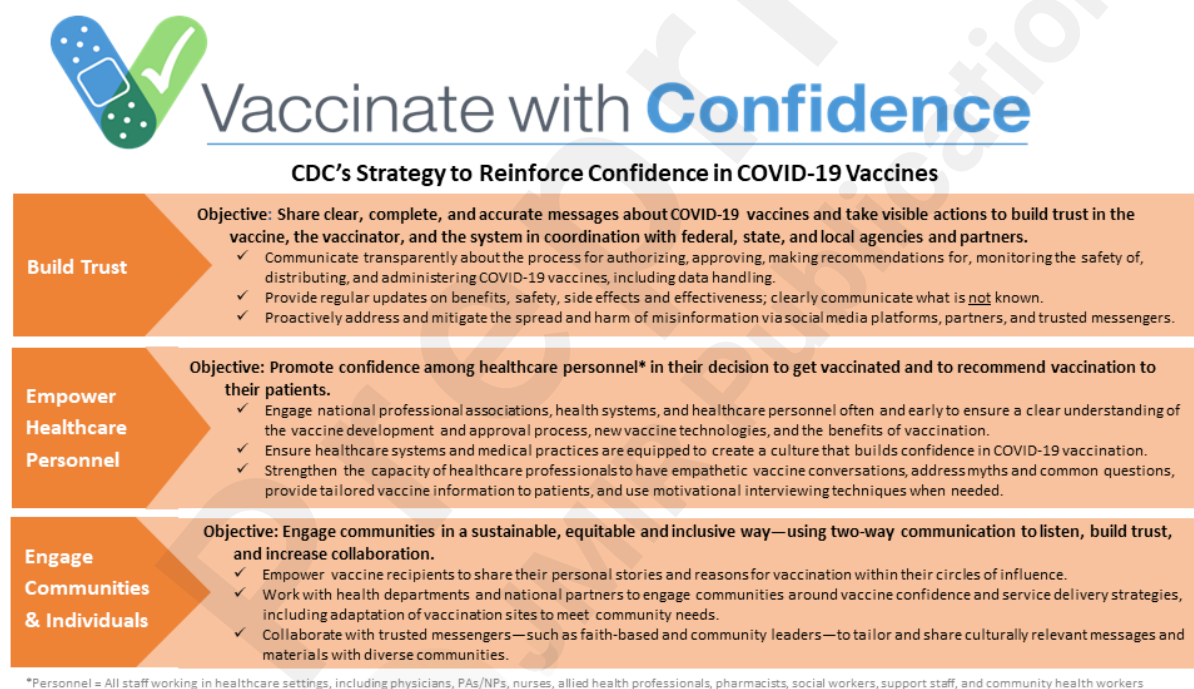 Vaccinate with Confidence
CDC's Strategy to Reinforce Confidence in COVID-19 Vaccines
Build Trust
Objective: Share clear, complete, and accurate messages about COVID-19 vaccines and take visible actions to build trust in the
vaccine, the vaccinator, and the system in coordination with federal, state, and local agencies and partners.
✓ Communicate transparently about the process for authorizing, approving, making recommendations for, monitoring the safety of,
distributing, and administering COVID-19 vaccines, including data handling.
✓ Provide regular updates on benefits, safety, side effects and effectiveness; clearly communicate what is not known.
✓ Proactively address and mitigate the spread and harm of misinformation via social media platforms, partners, and trusted messengers.
Empower
Healthcare
Personnel
Objective: Promote confidence among healthcare personnel* in their decision to get vaccinated and to recommend vaccination to
their patients.
✓ Engage national professional associations, health systems, and healthcare personnel often and early to ensure a clear understanding of
the vaccine development and approval process, new vaccine technologies, and the benefits of vaccination.
✓ Ensure healthcare systems and medical practices are equipped to create a culture that builds confidence in COVID-19 vaccination.
✓ Strengthen the capacity of healthcare professionals to have empathetic vaccine conversations, address myths and common questions,
provide tailored vaccine information to patients, and use motivational interviewing techniques when needed.
Engage
Communities
& Individuals
Objective: Engage communities in a sustainable, equitable and inclusive way—using two-way communication to listen, build trust,
and increase collaboration.
✓ Empower vaccine recipients to share their personal stories and reasons for vaccination within their circles of influence.
✓ Work with health departments and national partners to engage communities around vaccine confidence and service delivery strategies,
including adaptation of vaccination sites to meet community needs.
✓ Collaborate with trusted messengers—such as faith-based and community leaders—to tailor and share culturally relevant messages and
materials with diverse communities.
*Personnel = All staff working in healthcare settings, including physicians, PAs/NPs, nurses, allied health professionals, pharmacists, social workers, support staff, and community health workers
JMIR Publication